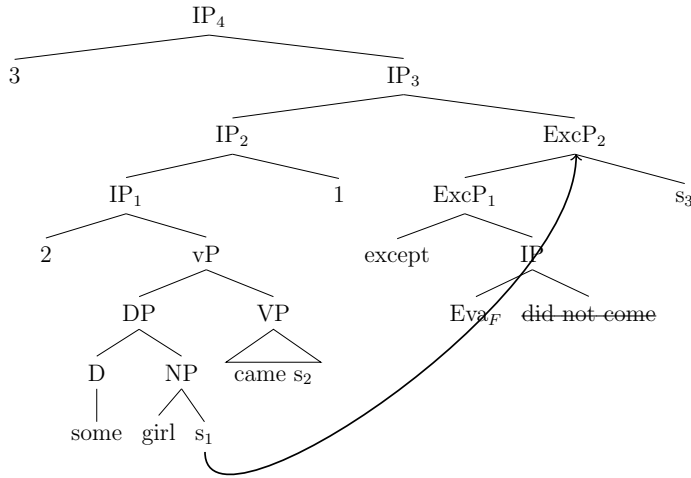 IP₄
3 IP₃
IP₂ ExcP₂
IP₁ 1 ExcP₁ s₃
2 vP except IP
DP VP Eva_F ~~did not come~~
D NP came s₂
some girl s₁